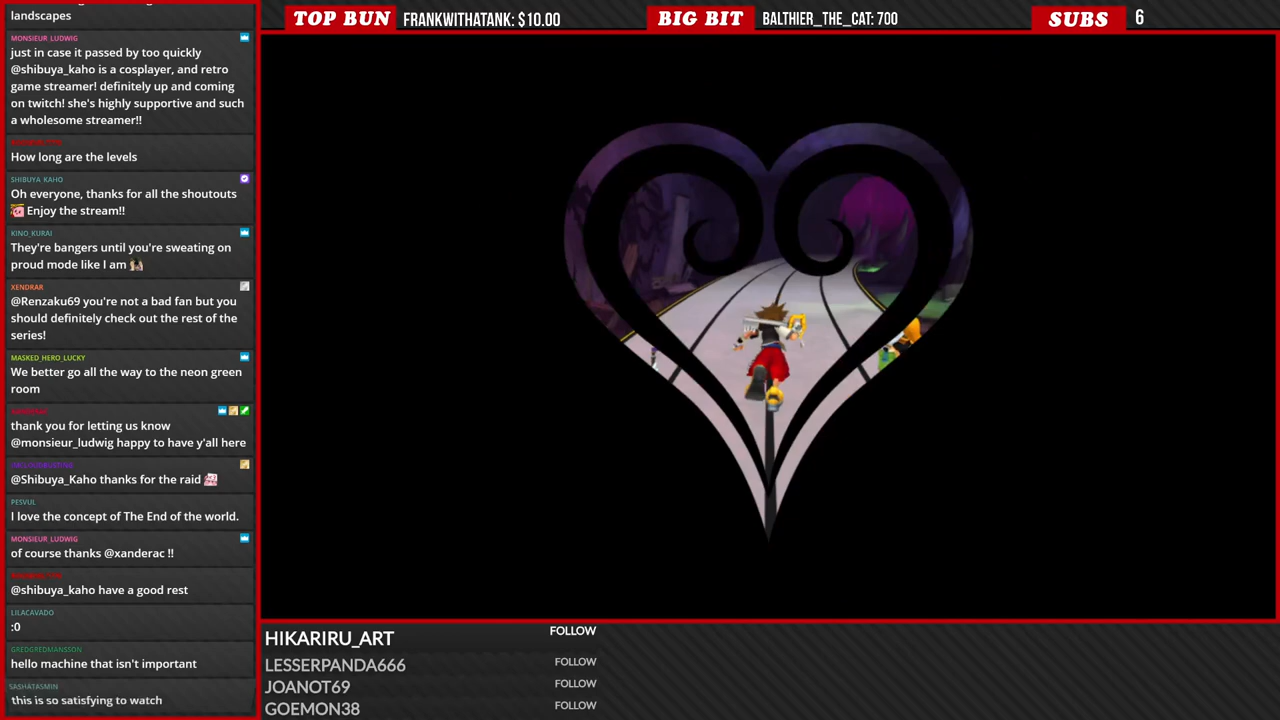 TOP BUN FRANKWITHATANK: $10.00 BIG BIT BALTHIER_THE_CAT: 700 SUBS 6
landscapes
MONSIEUR_LUDWIG
just in case it passed by too quickly
@shibuya_kaho is a cosplayer, and retro
game streamer! definitely up and coming
on twitch! she's highly supportive and such
a wholesome streamer!!
How long are the levels
SHIBUYA_KAHO
Oh everyone, thanks for all the shoutouts
Enjoy the stream!!
KINO_KURAI
They're bangers until you're sweating on
proud mode like I am
XENDRAR
@Renzaku69 you're not a bad fan but you
should definitely check out the rest of the
series!
MASKED_HERO_LUCKY
We better go all the way to the neon green
room
thank you for letting us know
@monsieur_ludwig happy to have y'all here
@Shibuya_Kaho thanks for the raid
PESVUL
I love the concept of The End of the world.
MONSIEUR_LUDWIG
of course thanks @xanderac !!
@shibuya_kaho have a good rest
LILACAVADO
:0
GREDGREDMANSSON
hello machine that isn't important
SASHATASMIN
this is so satisfying to watch
HIKARIRU_ART FOLLOW
LESSERPANDA666 FOLLOW
JOANOT69 FOLLOW
GOEMON38 FOLLOW